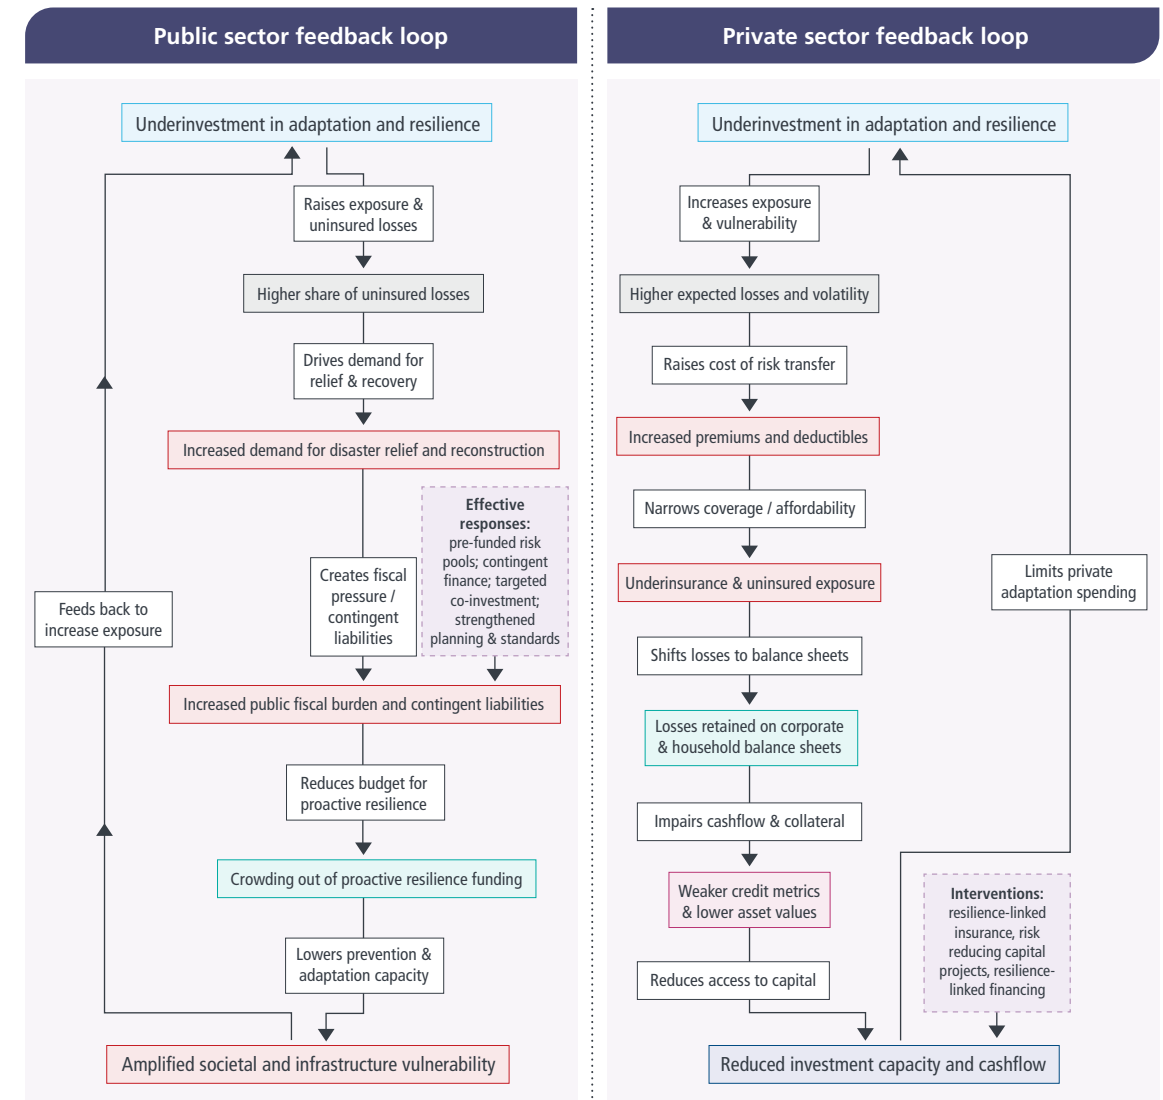 Public sector feedback loop
Underinvestment in adaptation and resilience
Raises exposure &
uninsured losses
Higher share of uninsured losses
Drives demand for
relief & recovery
Increased demand for disaster relief and reconstruction
Effective
responses:
pre-funded risk
pools; contingent
finance; targeted
co-investment;
strengthened
planning & standards
Creates fiscal
pressure /
contingent
liabilities
Feeds back to
increase exposure
Increased public fiscal burden and contingent liabilities
Reduces budget for
proactive resilience
Crowding out of proactive resilience funding
Lowers prevention &
adaptation capacity
Amplified societal and infrastructure vulnerability
Private sector feedback loop
Underinvestment in adaptation and resilience
Increases exposure
& vulnerability
Higher expected losses and volatility
Raises cost of risk transfer
Increased premiums and deductibles
Narrows coverage / affordability
Underinsurance & uninsured exposure
Limits private
adaptation spending
Shifts losses to balance sheets
Losses retained on corporate
& household balance sheets
Impairs cashflow & collateral
Weaker credit metrics
& lower asset values
Interventions:
resilience-linked
insurance, risk
reducing capital
projects, resilience-
linked financing
Reduces access to capital
Reduced investment capacity and cashflow